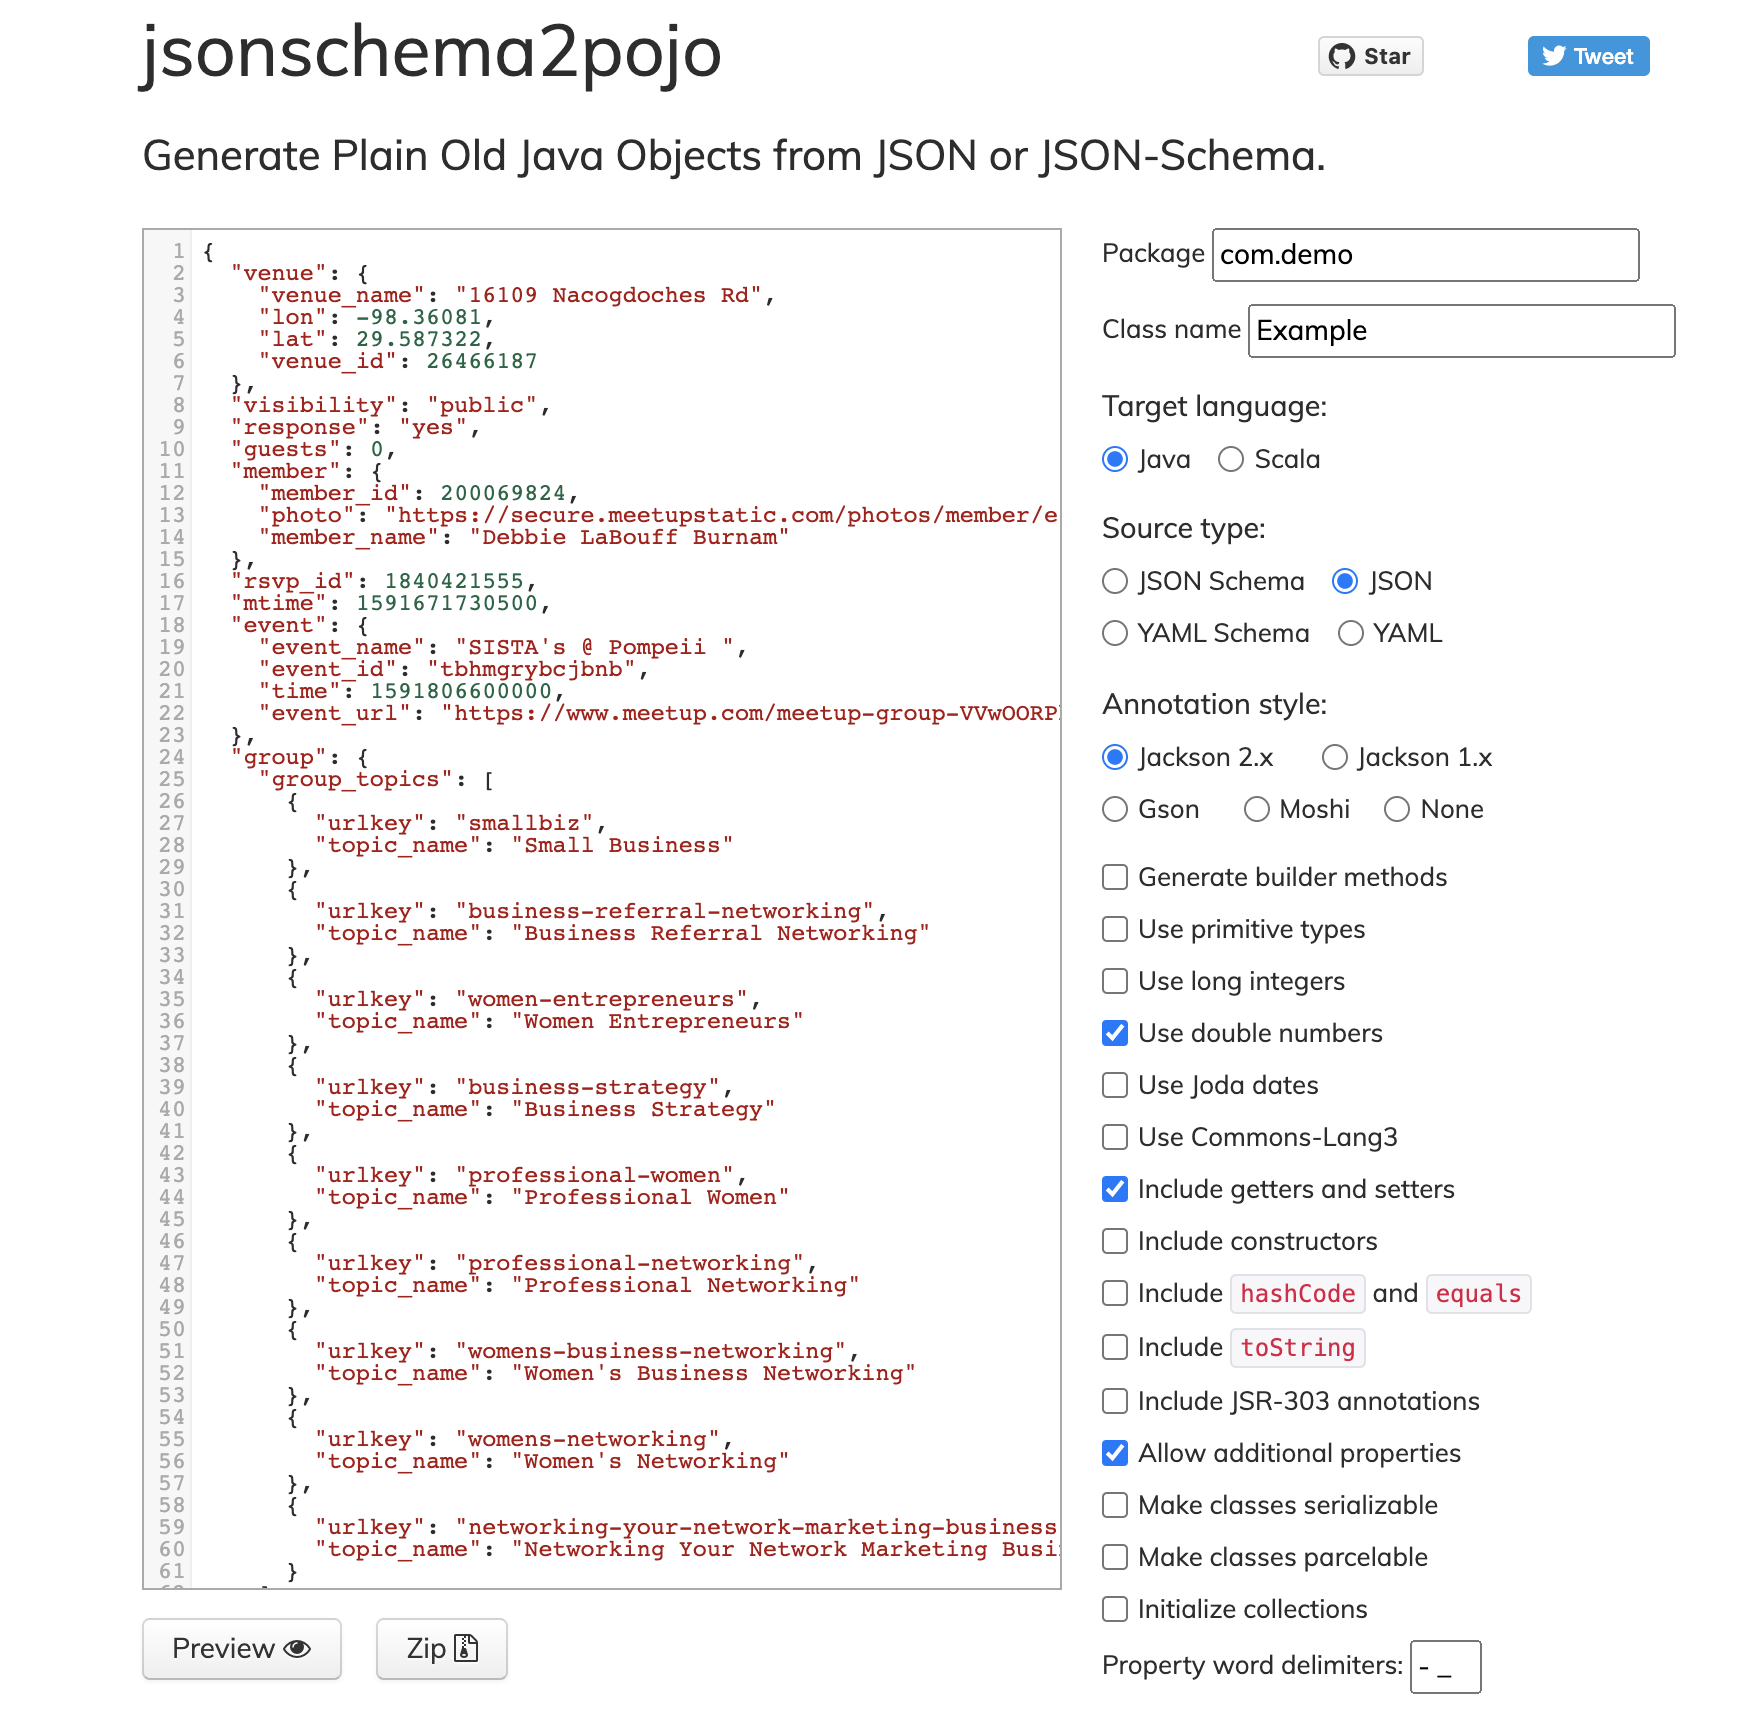 jsonschema2pojo
Star
Tweet
Generate Plain Old Java Objects from JSON or JSON-Schema.
1 {
2 "venue": {
3 "venue_name": "16109 Nacogdoches Rd",
4 "lon": -98.36081,
5 "lat": 29.587322,
6 "venue_id": 26466187
7 },
8 "visibility": "public",
9 "response": "yes",
10 "guests": 0,
11 "member": {
12 "member_id": 200069824,
13 "photo": "https://secure.meetupstatic.com/photos/member/e
14 "member_name": "Debbie LaBouff Burnam"
15 },
16 "rsvp_id": 1840421555,
17 "mtime": 1591671730500,
18 "event": {
19 "event_name": "SISTA's @ Pompeii ",
20 "event_id": "tbhmgrybcjbnb",
21 "time": 1591806600000,
22 "event_url": "https://www.meetup.com/meetup-group-VVwOORP
23 },
24 "group": {
25 "group_topics": [
26 {
27 "urlkey": "smallbiz",
28 "topic_name": "Small Business"
29 },
30 {
31 "urlkey": "business-referral-networking",
32 "topic_name": "Business Referral Networking"
33 },
34 {
35 "urlkey": "women-entrepreneurs",
36 "topic_name": "Women Entrepreneurs"
37 },
38 {
39 "urlkey": "business-strategy",
40 "topic_name": "Business Strategy"
41 },
42 {
43 "urlkey": "professional-women",
44 "topic_name": "Professional Women"
45 },
46 {
47 "urlkey": "professional-networking",
48 "topic_name": "Professional Networking"
49 },
50 {
51 "urlkey": "womens-business-networking",
52 "topic_name": "Women's Business Networking"
53 },
54 {
55 "urlkey": "womens-networking",
56 "topic_name": "Women's Networking"
57 },
58 {
59 "urlkey": "networking-your-network-marketing-business
60 "topic_name": "Networking Your Network Marketing Busi
61 }
Preview
Zip
Package com.demo
Class name Example
Target language:
Java Scala
Source type:
JSON Schema JSON
YAML Schema YAML
Annotation style:
Jackson 2.x Jackson 1.x
Gson Moshi None
Generate builder methods
Use primitive types
Use long integers
Use double numbers
Use Joda dates
Use Commons-Lang3
Include getters and setters
Include constructors
Include hashCode and equals
Include toString
Include JSR-303 annotations
Allow additional properties
Make classes serializable
Make classes parcelable
Initialize collections
Property word delimiters: - _